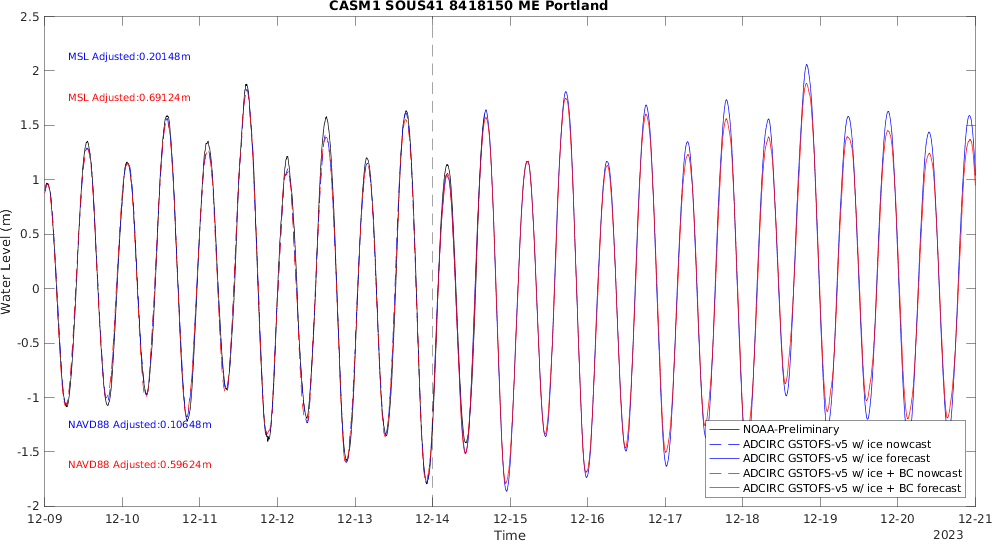 CASM1 SOUS41 8418150 ME Portland
2.5
2
1.5
1
0.5
0
-0.5
-1
-1.5
-2
Water Level (m)
MSL Adjusted:0.20148m
MSL Adjusted:0.69124m
NAVD88 Adjusted:0.10648m
NAVD88 Adjusted:0.59624m
NOAA-Preliminary
ADCIRC GSTOFS-v5 w/ ice nowcast
ADCIRC GSTOFS-v5 w/ ice forecast
ADCIRC GSTOFS-v5 w/ ice + BC nowcast
ADCIRC GSTOFS-v5 w/ ice + BC forecast
12-09 12-10 12-11 12-12 12-13 12-14 12-15 12-16 12-17 12-18 12-19 12-20 12-21
Time
2023